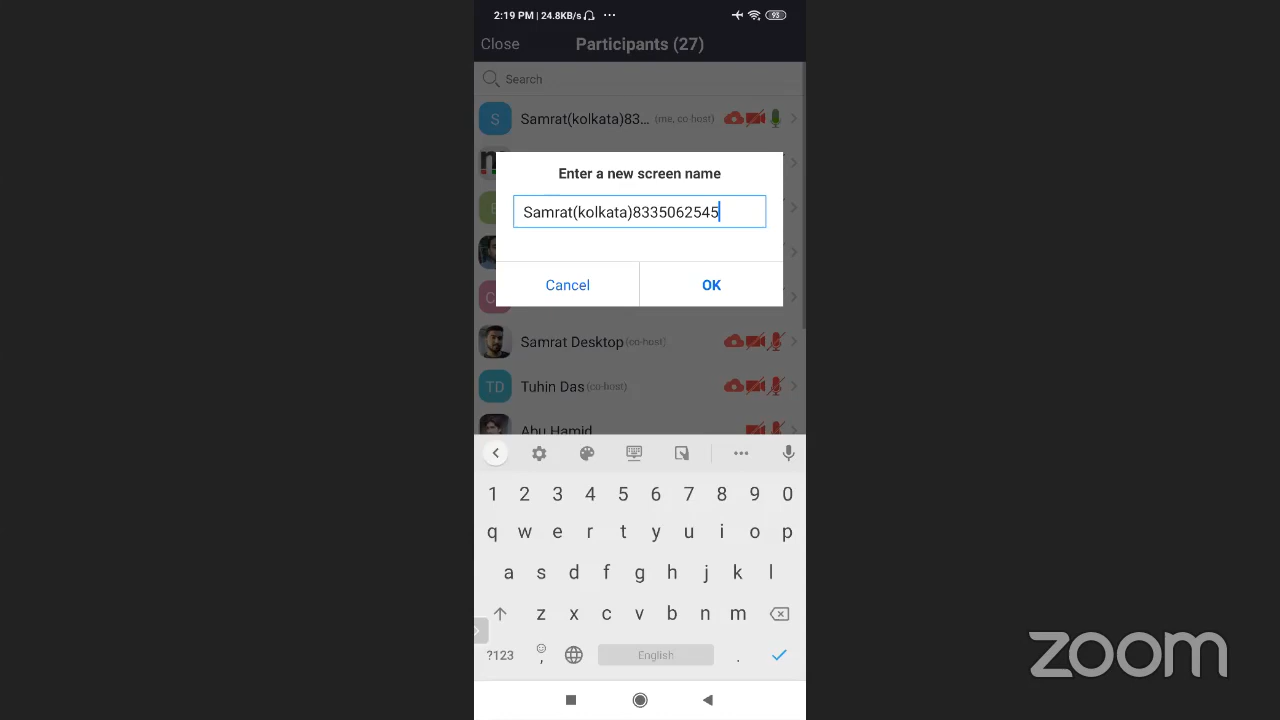 2:19 PM | 24.8KB/s ...
93
Close Participants (27)
Search
S Samrat(kolkata)83... (me, co-host)
Enter a new screen name
Samrat(kolkata)8335062545
Cancel OK
Samrat Desktop (co-host)
TD Tuhin Das (co-host)
Abu Hamid
1 2 3 4 5 6 7 8 9 0
q w e r t y u i o p
a s d f g h j k l
z x c v b n m
?123 , English .
zoom